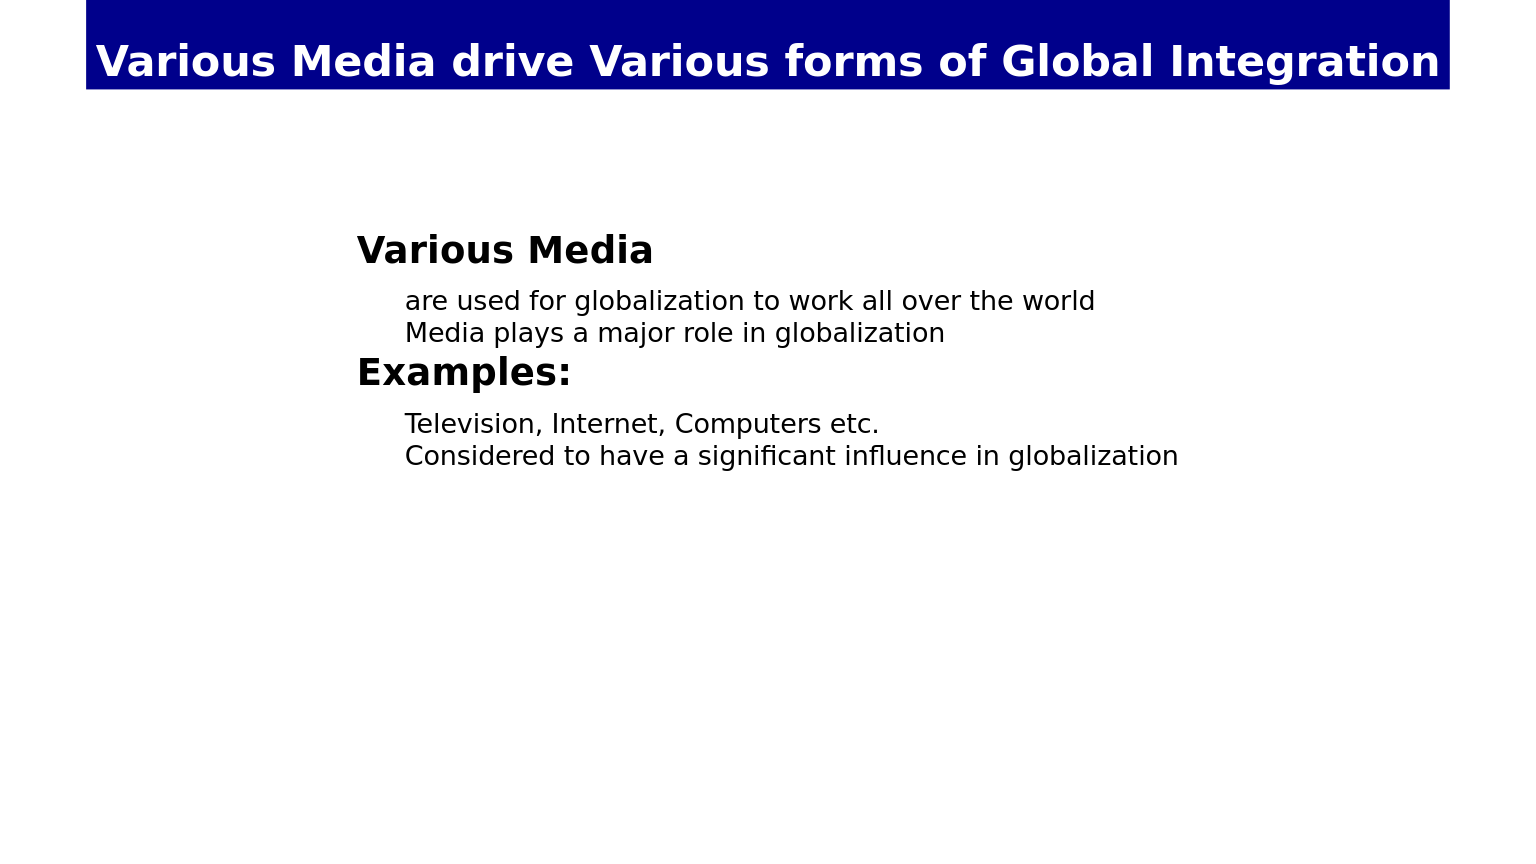 Various Media drive Various forms of Global Integration
Various Media
are used for globalization to work all over the world
Media plays a major role in globalization
Examples:
Television, Internet, Computers etc.
Considered to have a significant influence in globalization